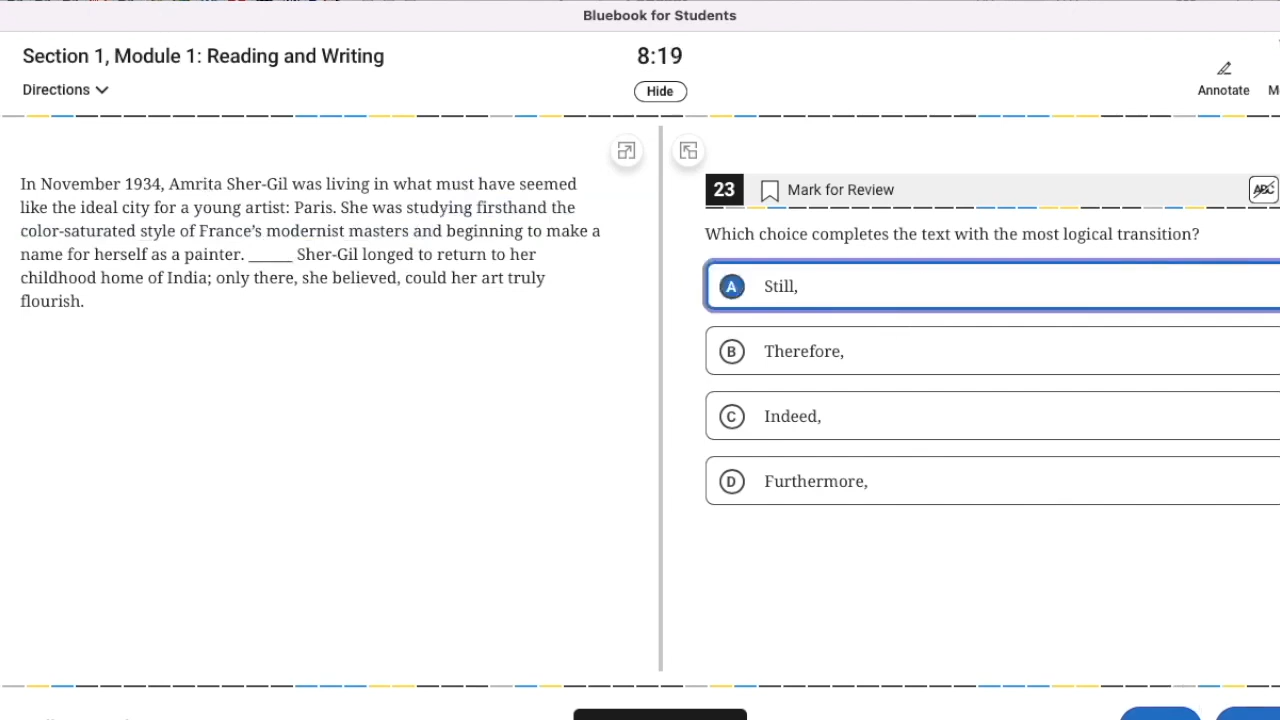 Bluebook for Students
Section 1, Module 1: Reading and Writing
8:19
Directions
Hide
Annotate
In November 1934, Amrita Sher-Gil was living in what must have seemed
like the ideal city for a young artist: Paris. She was studying firsthand the
color-saturated style of France’s modernist masters and beginning to make a
name for herself as a painter. ______ Sher-Gil longed to return to her
childhood home of India; only there, she believed, could her art truly
flourish.
23
Mark for Review
ABC
Which choice completes the text with the most logical transition?
A Still,
B Therefore,
C Indeed,
D Furthermore,